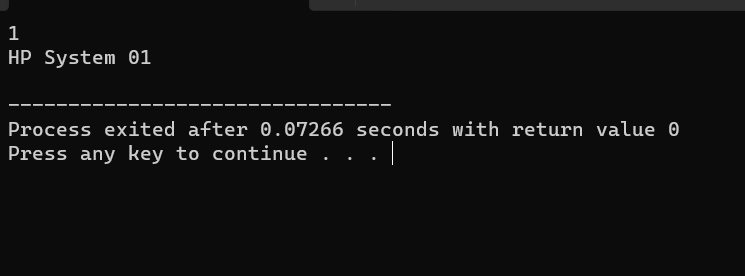 1
HP System 01
--------------------------------
Process exited after 0.07266 seconds with return value 0
Press any key to continue . . .